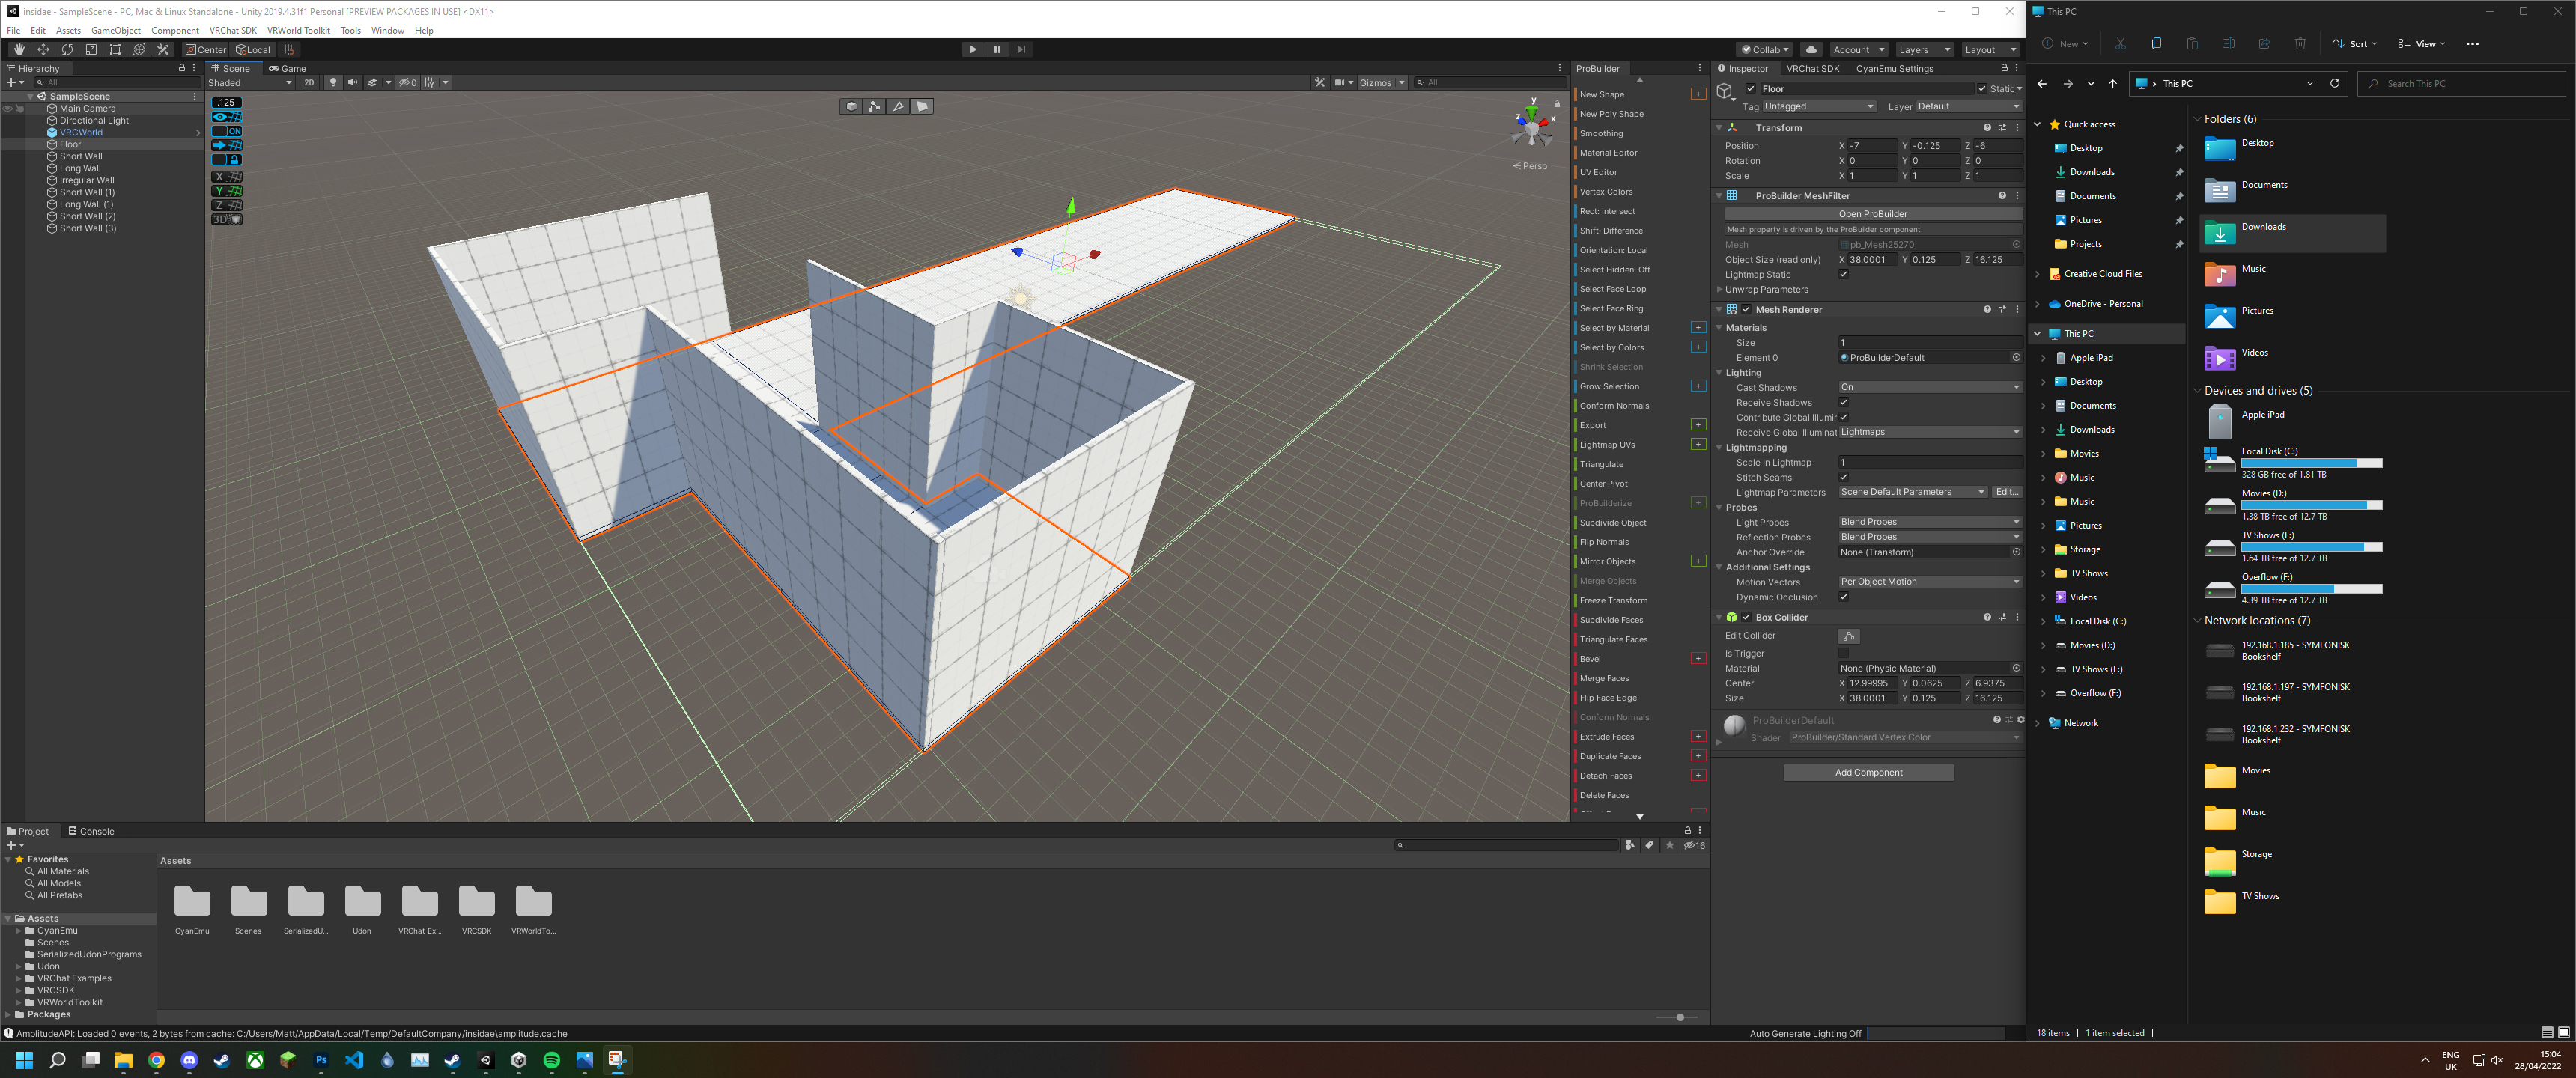 insidae - SampleScene - PC, Mac & Linux Standalone - Unity 2019.4.31f1 Personal [PREVIEW PACKAGES IN USE] <DX11>
File Edit Assets GameObject Component VRChat SDK VRWorld Toolkit Tools Window Help
Center Local
Collab Account Layers Layout
Hierarchy
All
SampleScene
Main Camera
Directional Light
VRCWorld
Floor
Short Wall
Long Wall
Irregular Wall
Short Wall (1)
Long Wall (1)
Short Wall (2)
Short Wall (3)
Scene Game
Shaded 2D 0 Gizmos All
.125
ON
X
Y
Z
3D
y
z x
Persp
ProBuilder
New Shape
New Poly Shape
Smoothing
Material Editor
UV Editor
Vertex Colors
Rect: Intersect
Shift: Difference
Orientation: Local
Select Hidden: Off
Select Face Loop
Select Face Ring
Select by Material
Select by Colors
Shrink Selection
Grow Selection
Conform Normals
Export
Lightmap UVs
Triangulate
Center Pivot
ProBuilderize
Subdivide Object
Flip Normals
Mirror Objects
Merge Objects
Freeze Transform
Subdivide Faces
Triangulate Faces
Bevel
Merge Faces
Flip Face Edge
Conform Normals
Extrude Faces
Duplicate Faces
Detach Faces
Delete Faces
Inspector VRChat SDK CyanEmu Settings
Floor Static
Tag Untagged Layer Default
Transform
Position X -7 Y -0.125 Z -6
Rotation X 0 Y 0 Z 0
Scale X 1 Y 1 Z 1
ProBuilder MeshFilter
Open ProBuilder
Mesh property is driven by the ProBuilder component.
Mesh pb_Mesh25270
Object Size (read only) X 38.0001 Y 0.125 Z 16.125
Lightmap Static
Unwrap Parameters
Mesh Renderer
Materials
Size 1
Element 0 ProBuilderDefault
Lighting
Cast Shadows On
Receive Shadows
Contribute Global Illumir
Receive Global Illuminat Lightmaps
Lightmapping
Scale In Lightmap 1
Stitch Seams
Lightmap Parameters Scene Default Parameters Edit...
Probes
Light Probes Blend Probes
Reflection Probes Blend Probes
Anchor Override None (Transform)
Additional Settings
Motion Vectors Per Object Motion
Dynamic Occlusion
Box Collider
Edit Collider
Is Trigger
Material None (Physic Material)
Center X 12.99995 Y 0.0625 Z 6.9375
Size X 38.0001 Y 0.125 Z 16.125
ProBuilderDefault
Shader ProBuilder/Standard Vertex Color
Add Component
Project Console
16
Favorites
All Materials
All Models
All Prefabs
Assets
CyanEmu
Scenes
SerializedUdonPrograms
Udon
VRChat Examples
VRCSDK
VRWorldToolkit
Packages
Assets
CyanEmu Scenes SerializedU... Udon VRChat Ex... VRCSDK VRWorldTo...
AmplitudeAPI: Loaded 0 events, 2 bytes from cache: C:/Users/Matt/AppData/Local/Temp/DefaultCompany/insidae\amplitude.cache
Auto Generate Lighting Off
This PC
New Sort View
This PC Search This PC
Quick access
Desktop
Downloads
Documents
Pictures
Projects
Creative Cloud Files
OneDrive - Personal
This PC
Apple iPad
Desktop
Documents
Downloads
Movies
Music
Music
Pictures
Storage
TV Shows
Videos
Local Disk (C:)
Movies (D:)
TV Shows (E:)
Overflow (F:)
Network
Folders (6)
Desktop
Documents
Downloads
Music
Pictures
Videos
Devices and drives (5)
Apple iPad
Local Disk (C:)
328 GB free of 1.81 TB
Movies (D:)
1.38 TB free of 12.7 TB
TV Shows (E:)
1.64 TB free of 12.7 TB
Overflow (F:)
4.39 TB free of 12.7 TB
Network locations (7)
192.168.1.185 - SYMFONISK
Bookshelf
192.168.1.197 - SYMFONISK
Bookshelf
192.168.1.232 - SYMFONISK
Bookshelf
Movies
Music
Storage
TV Shows
18 items 1 item selected
Ps
ENG
UK
15:04
28/04/2022